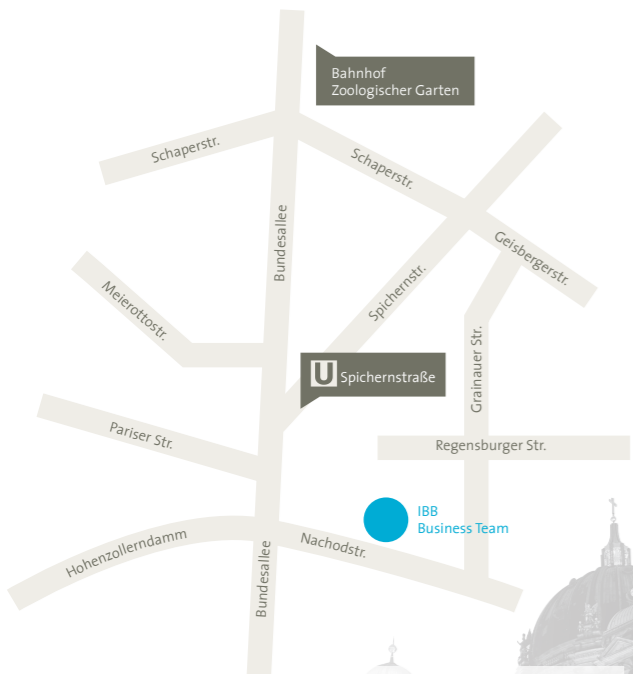 Bahnhof
Zoologischer Garten
Schaperstr.
Schaperstr.
Geisbergerstr.
Bundesallee
Spichernstr.
Meierottostr.
Grainauer Str.
U Spichernstraße
Pariser Str.
Regensburger Str.
IBB
Business Team
Hohenzollerndamm
Nachodstr.
Bundesallee